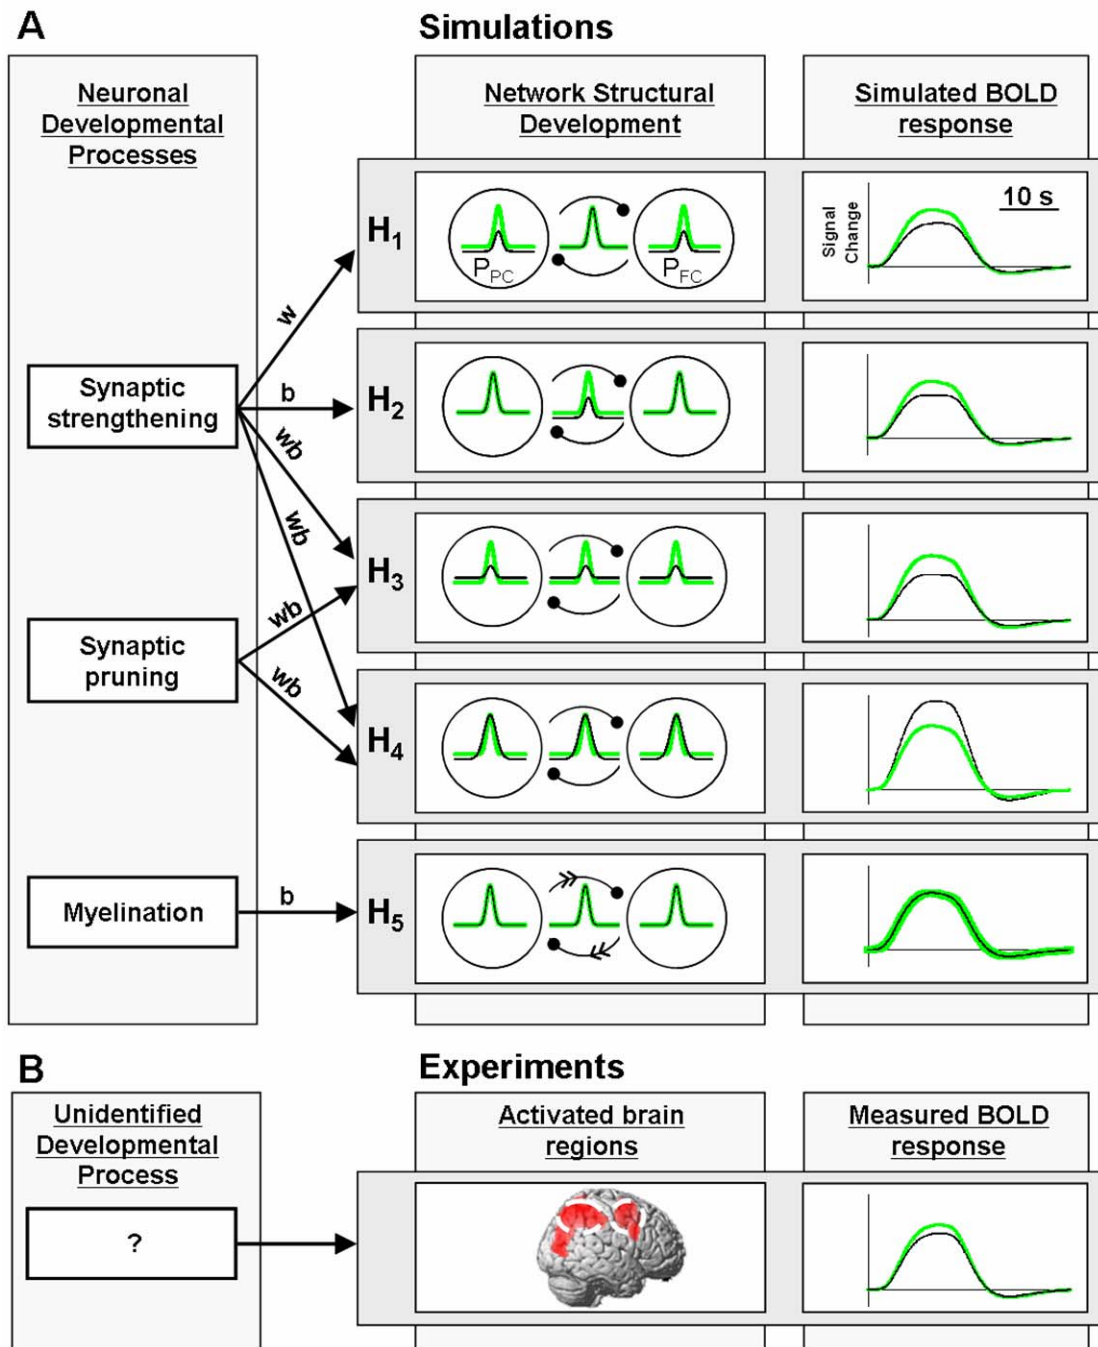 A
Simulations
Neuronal
Developmental
Processes
Network Structural
Development
Simulated BOLD
response
H1
PPC
PFC
Signal
Change
10 s
w
Synaptic
strengthening
b
H2
wb
wb
H3
wb
Synaptic
pruning
wb
H4
Myelination
b
H5
B
Experiments
Unidentified
Developmental
Process
Activated brain
regions
Measured BOLD
response
?